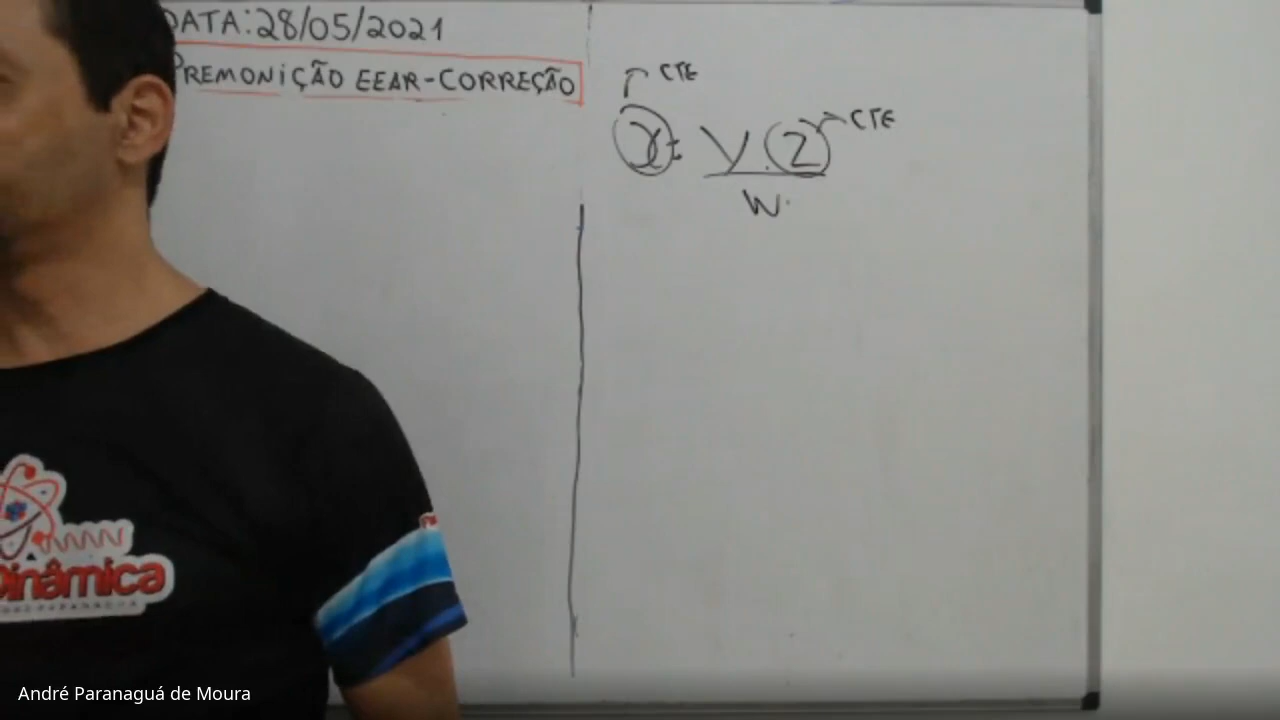 DATA: 28/05/2021
PREMONIÇÃO EEAR-CORREÇÃO
CTE
x = y.z
CTE
W
Dinâmica
André Paranaguá de Moura